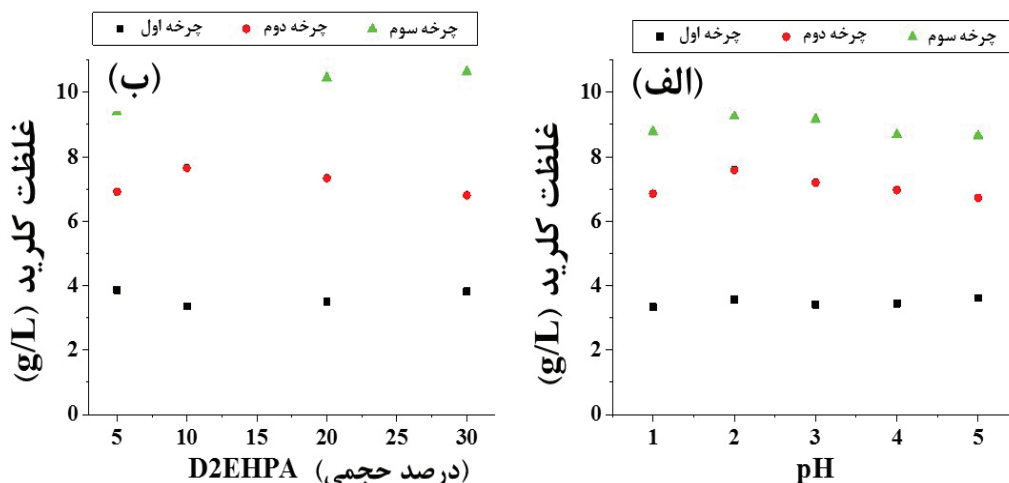 چرخه اول چرخه دوم چرخه سوم
(الف)
غلظت کلرید (g/L)
10
8
6
4
2
0
1 2 3 4 5
pH
چرخه اول چرخه دوم چرخه سوم
(ب)
غلظت کلرید (g/L)
10
8
6
4
2
0
5 10 15 20 25 30
D2EHPA (درصد حجمی)